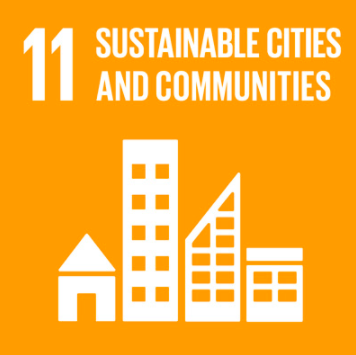 11 SUSTAINABLE CITIES
AND COMMUNITIES